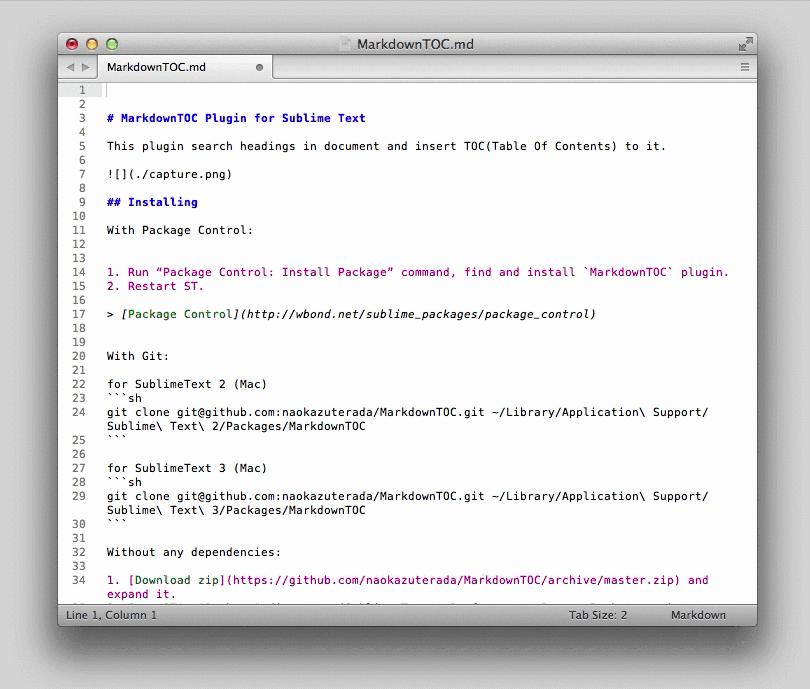 MarkdownTOC.md
MarkdownTOC.md
1
2
3 # MarkdownTOC Plugin for Sublime Text
4
5 This plugin search headings in document and insert TOC(Table Of Contents) to it.
6
7 ![](./capture.png)
8
9 ## Installing
10
11 With Package Control:
12
13
14 1. Run “Package Control: Install Package” command, find and install `MarkdownTOC` plugin.
15 2. Restart ST.
16
17 > [Package Control](http://wbond.net/sublime_packages/package_control)
18
19
20 With Git:
21
22 for SublimeText 2 (Mac)
23 ```sh
24 git clone git@github.com:naokazuterada/MarkdownTOC.git ~/Library/Application\ Support/
Sublime\ Text\ 2/Packages/MarkdownTOC
25 ```
26
27 for SublimeText 3 (Mac)
28 ```sh
29 git clone git@github.com:naokazuterada/MarkdownTOC.git ~/Library/Application\ Support/
Sublime\ Text\ 3/Packages/MarkdownTOC
30 ```
31
32 Without any dependencies:
33
34 1. [Download zip](https://github.com/naokazuterada/MarkdownTOC/archive/master.zip) and
expand it.
Line 1, Column 1 Tab Size: 2 Markdown